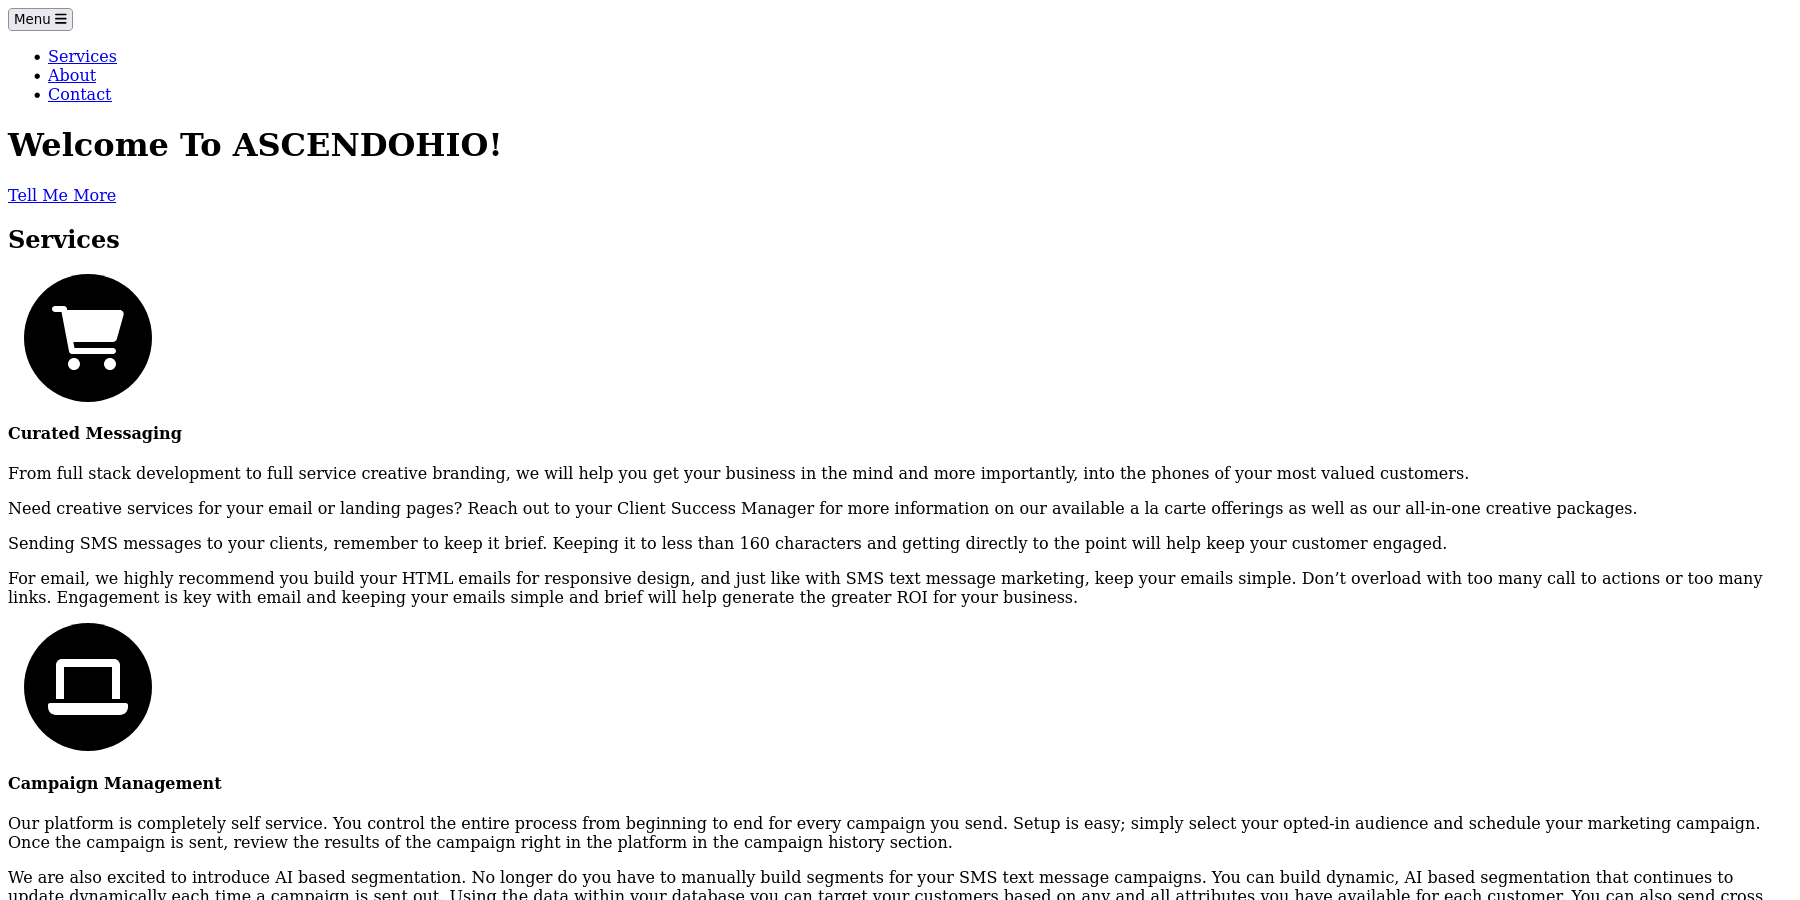 Menu
Services
About
Contact
Welcome To ASCENDOHIO!
Tell Me More
Services
Curated Messaging
From full stack development to full service creative branding, we will help you get your business in the mind and more importantly, into the phones of your most valued customers.
Need creative services for your email or landing pages? Reach out to your Client Success Manager for more information on our available a la carte offerings as well as our all-in-one creative packages.
Sending SMS messages to your clients, remember to keep it brief. Keeping it to less than 160 characters and getting directly to the point will help keep your customer engaged.
For email, we highly recommend you build your HTML emails for responsive design, and just like with SMS text message marketing, keep your emails simple. Don’t overload with too many call to actions or too many
links. Engagement is key with email and keeping your emails simple and brief will help generate the greater ROI for your business.
Campaign Management
Our platform is completely self service. You control the entire process from beginning to end for every campaign you send. Setup is easy; simply select your opted-in audience and schedule your marketing campaign.
Once the campaign is sent, review the results of the campaign right in the platform in the campaign history section.
We are also excited to introduce AI based segmentation. No longer do you have to manually build segments for your SMS text message campaigns. You can build dynamic, AI based segmentation that continues to
update dynamically each time a campaign is sent out. Using the data within your database you can target your customers based on any and all attributes you have available for each customer. You can also send cross